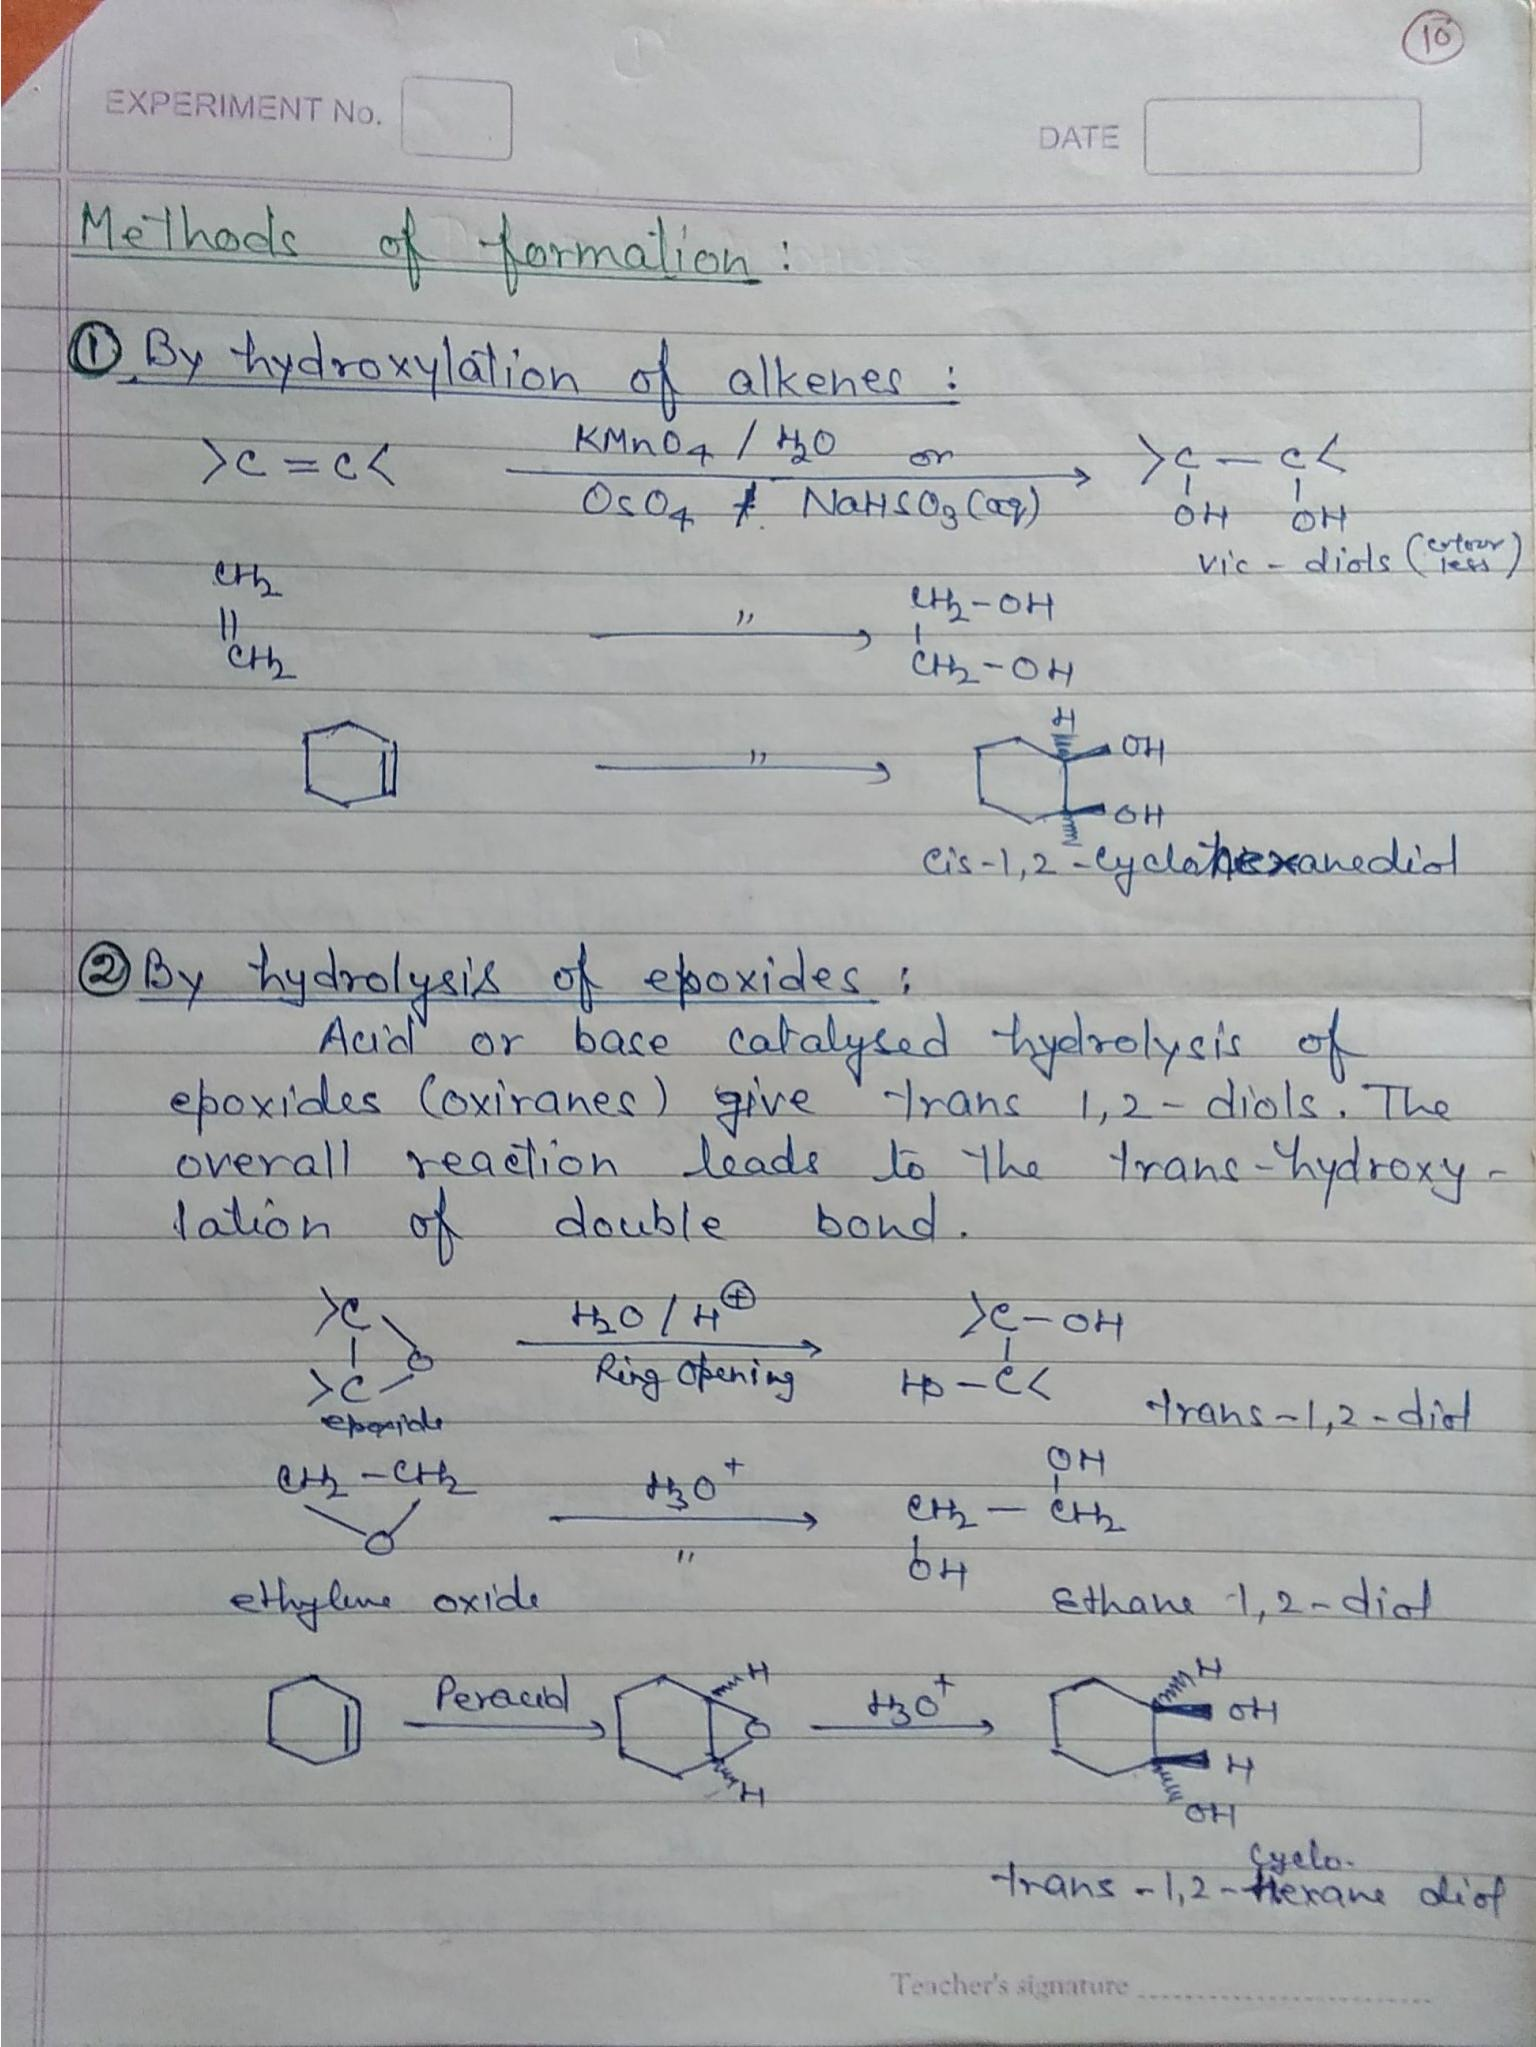 10
EXPERIMENT No.
DATE
Methods of formation :
① By hydroxylation of alkenes :
>C=C< KMnO4 / H2O or OsO4 / NaHSO3 (aq) >C-C<
OH OH
vic-diols (colour less)
CH2 || CH2 " CH2-OH | CH2-OH
" H OH
OH
cis-1,2-cyclohexanediol
② By hydrolysis of epoxides :
Acid or base catalysed hydrolysis of
epoxides (oxiranes) give trans 1,2-diols. The
overall reaction leads to the trans-hydroxy-
lation of double bond.
>C >C O H2O / H⊕ Ring opening >C-OH HO-C<
epoxide trans-1,2-diol
CH2-CH2 O H3O+ " CH2-CH2 OH OH
ethylene oxide Ethane 1,2-diol
Peracid H O H H3O+ H OH H OH
trans-1,2-cyclo-Hexane diol
Teacher's signature